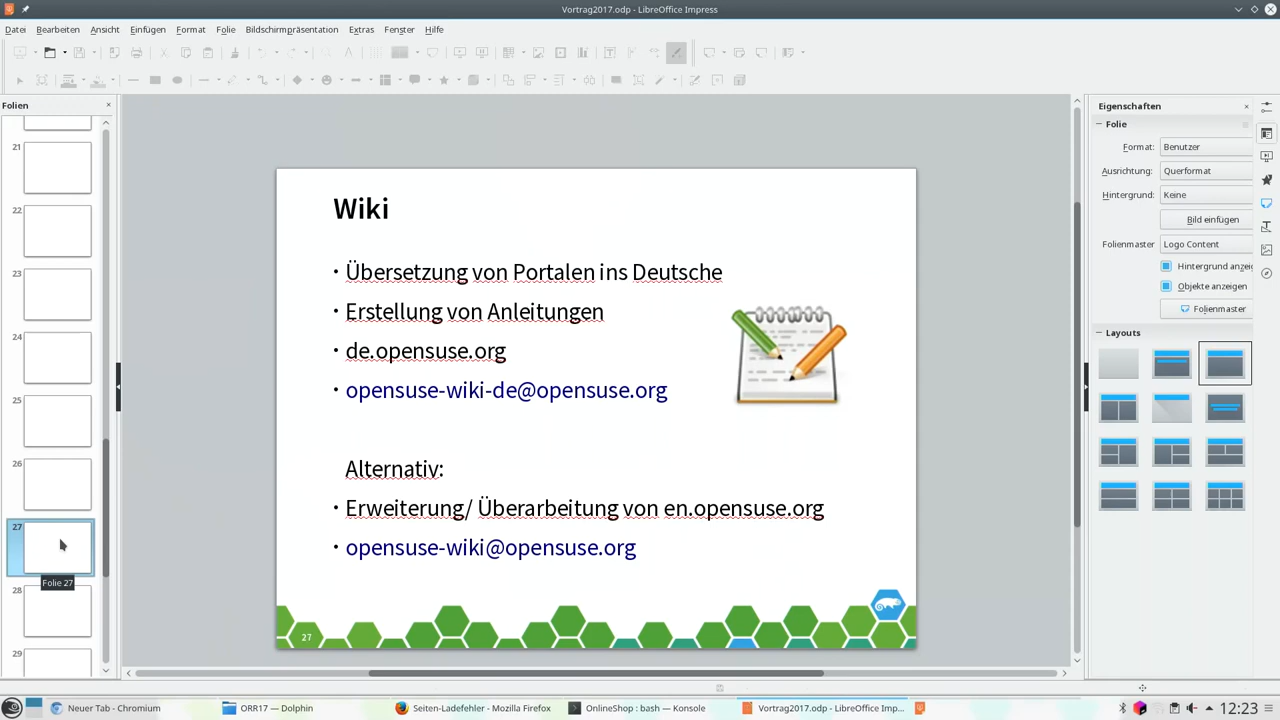 Vortrag2017.odp - LibreOffice Impress
Datei Bearbeiten Ansicht Einfügen Format Folie Bildschirmpräsentation Extras Fenster Hilfe
Folien
21
22
23
24
25
26
27
Folie 27
28
29
Wiki
• Übersetzung von Portalen ins Deutsche
• Erstellung von Anleitungen
• de.opensuse.org
• opensuse-wiki-de@opensuse.org
Alternativ:
• Erweiterung/ Überarbeitung von en.opensuse.org
• opensuse-wiki@opensuse.org
27
Eigenschaften
Folie
Format: Benutzer
Ausrichtung: Querformat
Hintergrund: Keine
Bild einfügen
Folienmaster Logo Content
Hintergrund anzeig
Objekte anzeigen
Folienmaster
Layouts
Neuer Tab - Chromium
ORR17 — Dolphin
Seiten-Ladefehler - Mozilla Firefox
OnlineShop : bash — Konsole
Vortrag2017.odp - LibreOffice Imp...
12:23